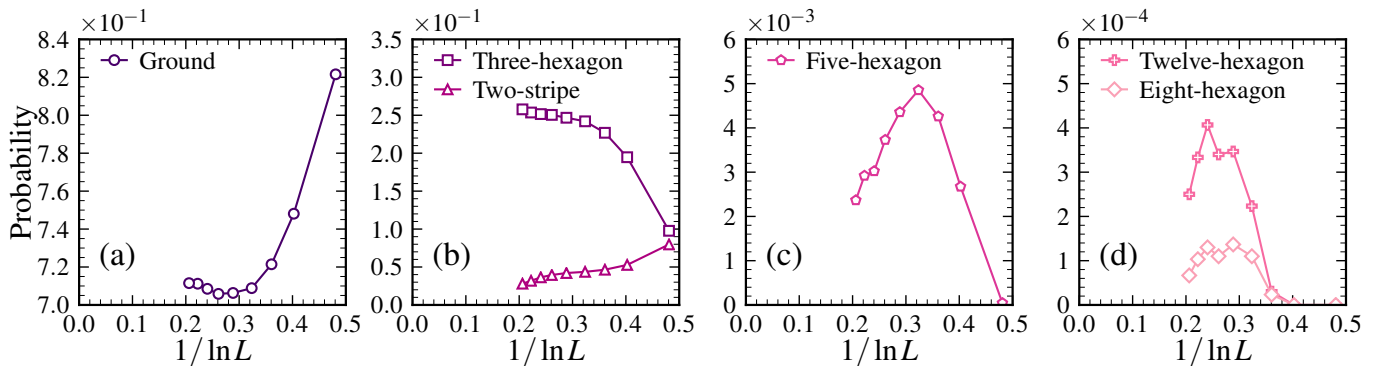 ×10⁻¹
8.4
8.2
8.0
7.8
7.6
7.4
7.2
7.0
Probability
Ground
(a)
0.0 0.1 0.2 0.3 0.4 0.5
1/ ln L
×10⁻¹
3.5
3.0
2.5
2.0
1.5
1.0
0.5
0.0
Three-hexagon
Two-stripe
(b)
0.0 0.1 0.2 0.3 0.4 0.5
1/ ln L
×10⁻³
6
5
4
3
2
1
0
Five-hexagon
(c)
0.0 0.1 0.2 0.3 0.4 0.5
1/ ln L
×10⁻⁴
6
5
4
3
2
1
0
Twelve-hexagon
Eight-hexagon
(d)
0.0 0.1 0.2 0.3 0.4 0.5
1/ ln L